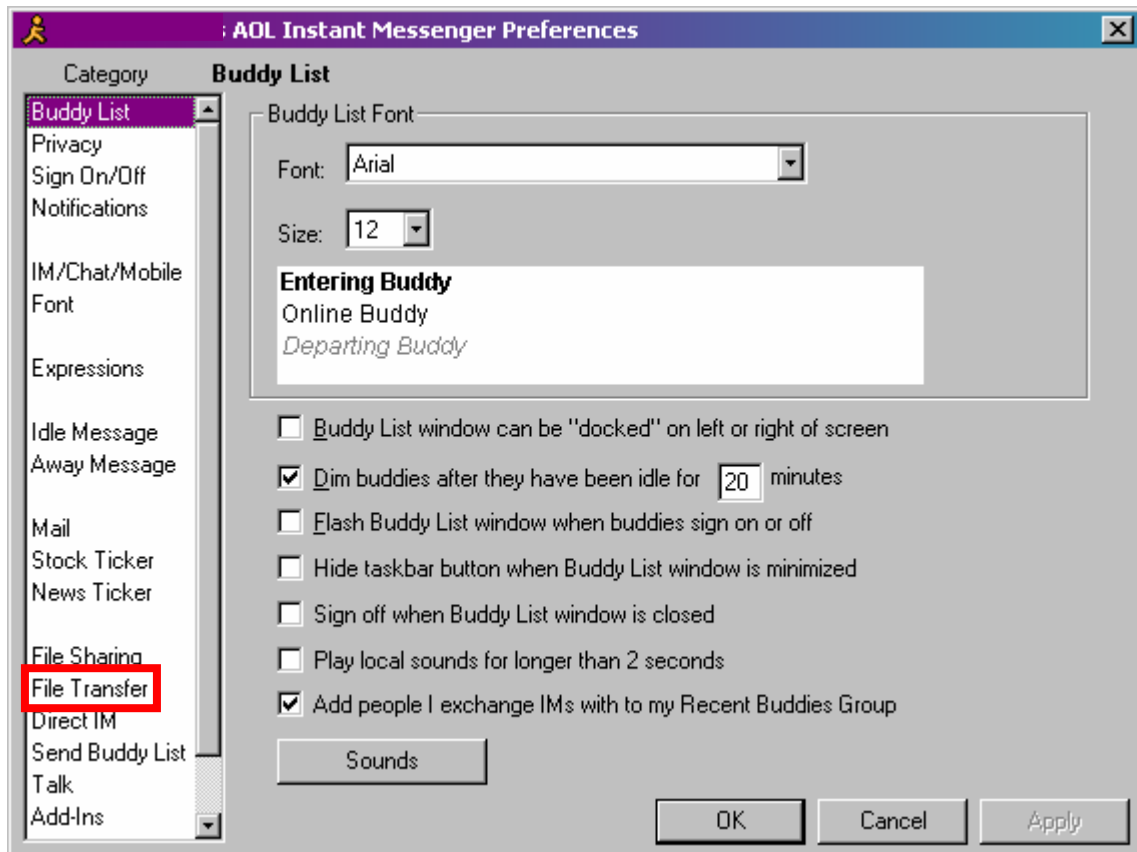 : AOL Instant Messenger Preferences
Category
Buddy List
Privacy
Sign On/Off
Notifications
IM/Chat/Mobile
Font
Expressions
Idle Message
Away Message
Mail
Stock Ticker
News Ticker
File Sharing
File Transfer
Direct IM
Send Buddy List
Talk
Add-Ins
Buddy List
Buddy List Font
Font: Arial
Size: 12
Entering Buddy
Online Buddy
Departing Buddy
Buddy List window can be "docked" on left or right of screen
Dim buddies after they have been idle for 20 minutes
Flash Buddy List window when buddies sign on or off
Hide taskbar button when Buddy List window is minimized
Sign off when Buddy List window is closed
Play local sounds for longer than 2 seconds
Add people I exchange IMs with to my Recent Buddies Group
Sounds
OK Cancel Apply